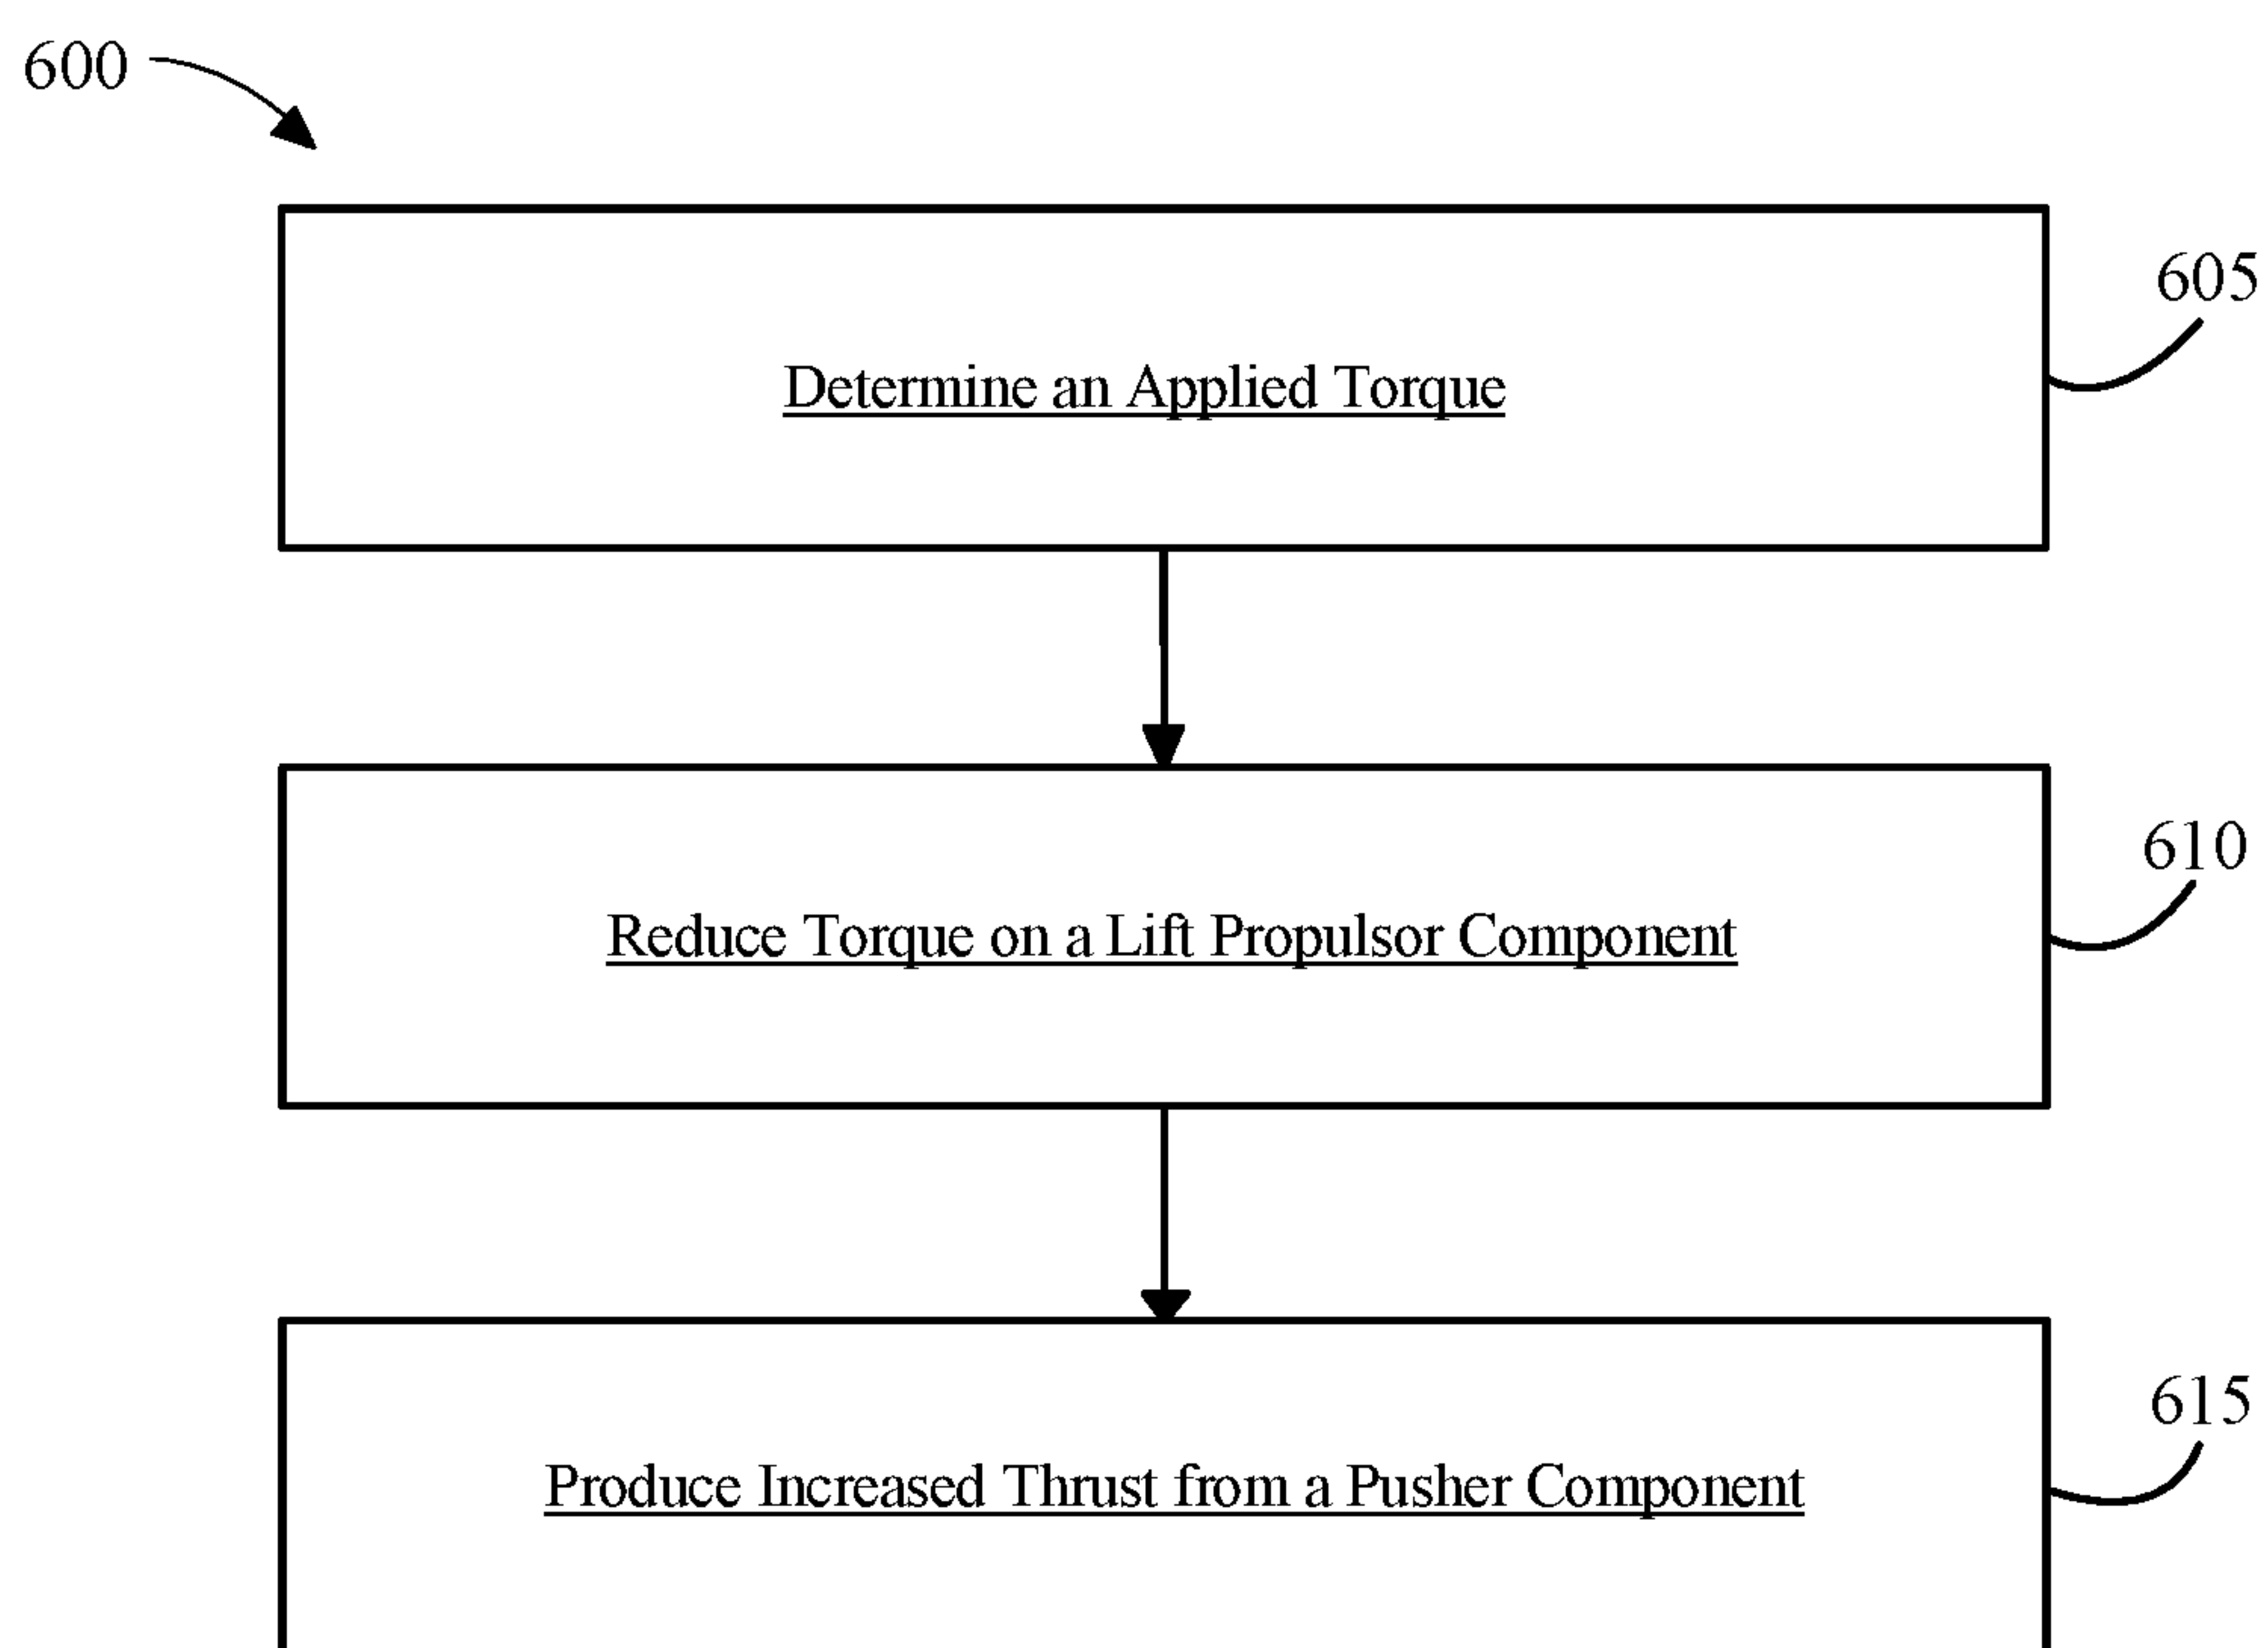 600
605
Determine an Applied Torque
610
Reduce Torque on a Lift Propulsor Component
615
Produce Increased Thrust from a Pusher Component